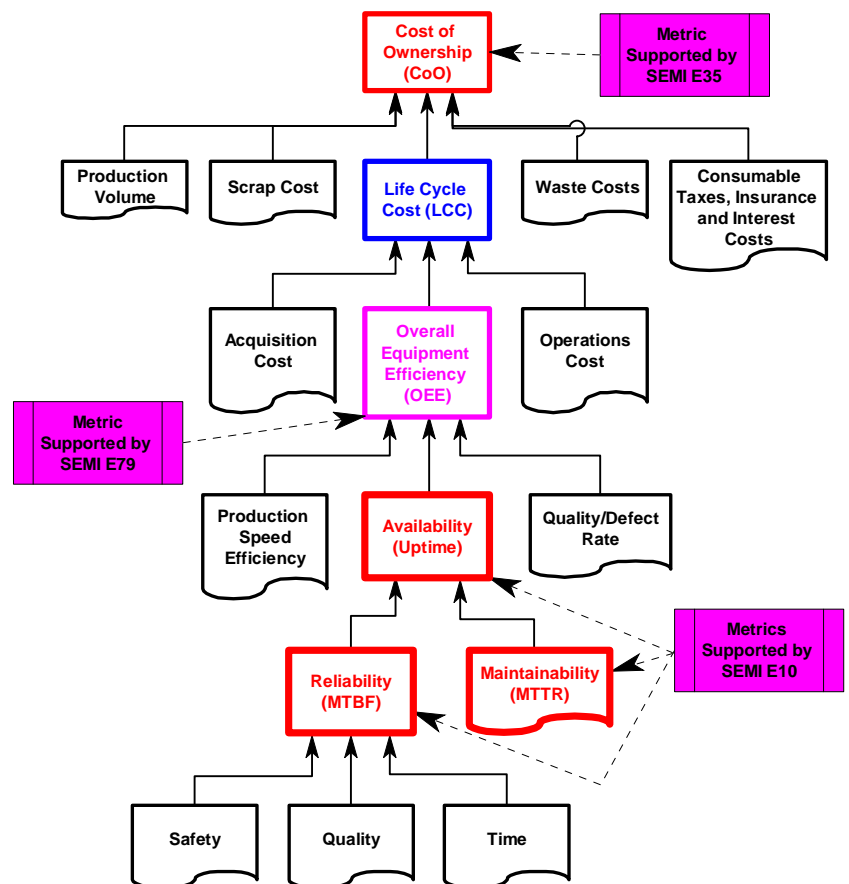 Cost of
Ownership
(CoO)
Metric
Supported by
SEMI E35
Production
Volume
Scrap Cost
Life Cycle
Cost (LCC)
Waste Costs
Consumable
Taxes, Insurance
and Interest
Costs
Acquisition
Cost
Overall
Equipment
Efficiency
(OEE)
Operations
Cost
Metric
Supported by
SEMI E79
Production
Speed
Efficiency
Availability
(Uptime)
Quality/Defect
Rate
Reliability
(MTBF)
Maintainability
(MTTR)
Metrics
Supported by
SEMI E10
Safety
Quality
Time